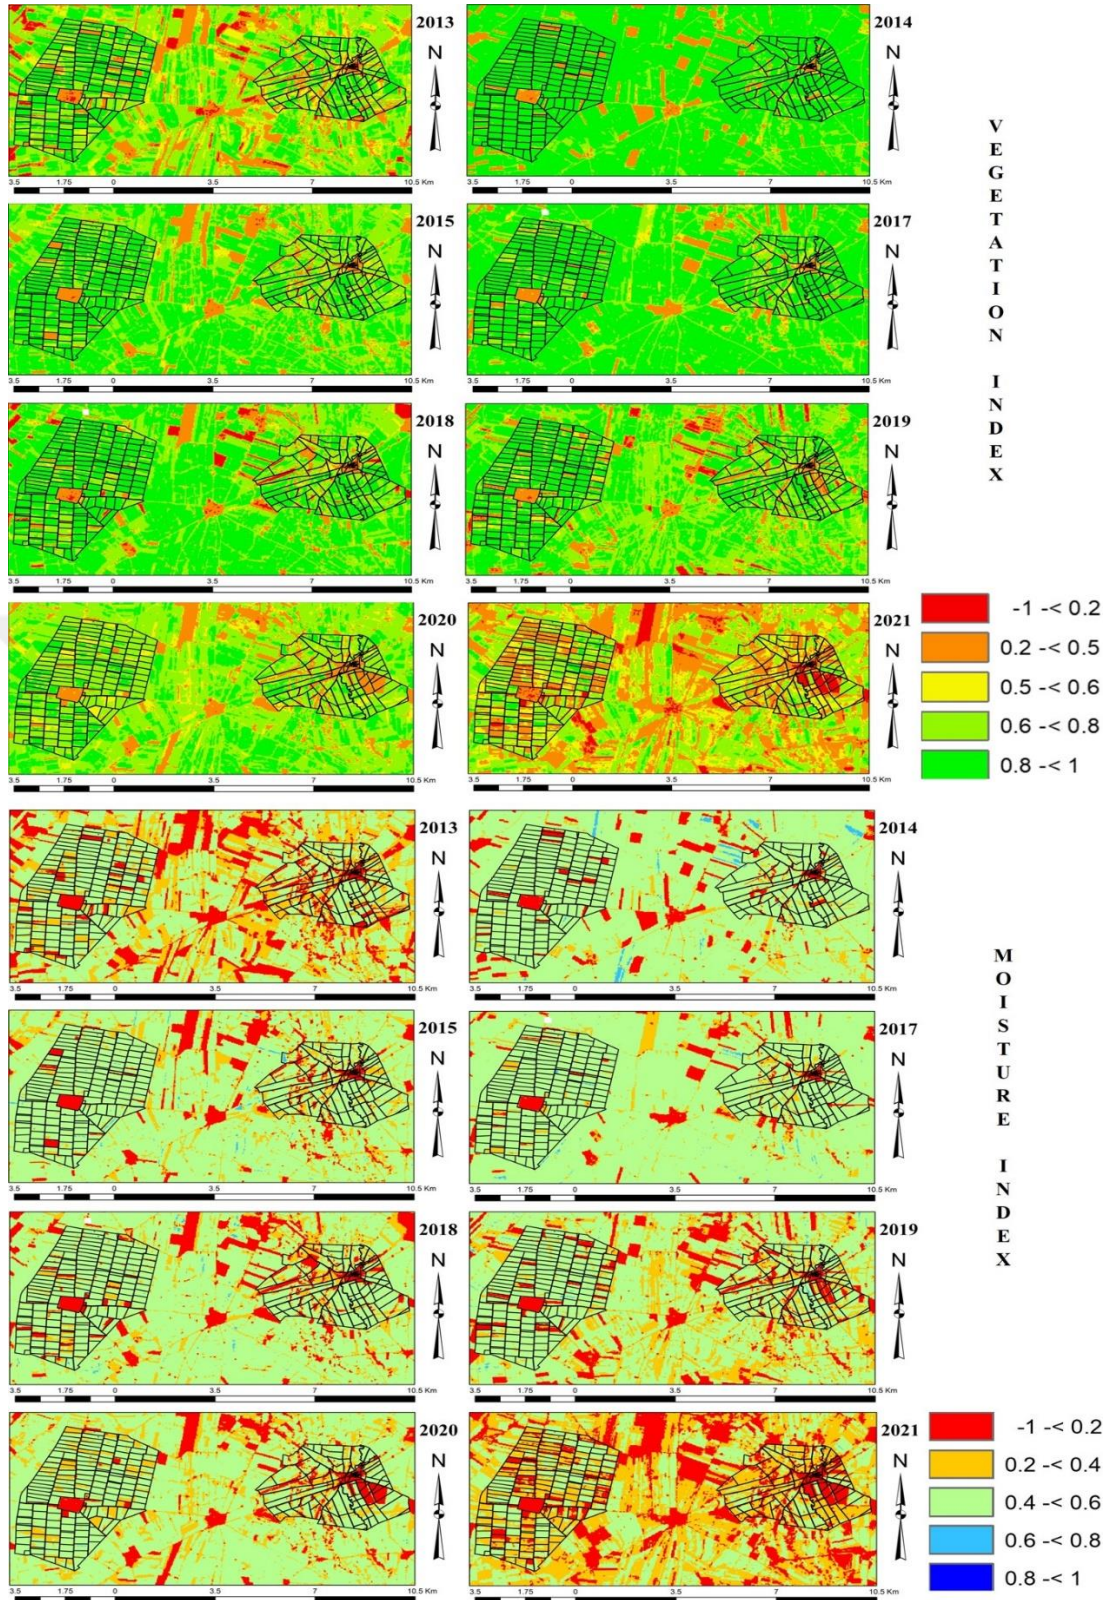 2013
N
3.5 1.75 0 3.5 7 10.5 Km
2014
N
3.5 1.75 0 3.5 7 10.5 Km
2015
N
3.5 1.75 0 3.5 7 10.5 Km
2017
N
3.5 1.75 0 3.5 7 10.5 Km
2018
N
3.5 1.75 0 3.5 7 10.5 Km
2019
N
3.5 1.75 0 3.5 7 10.5 Km
2020
N
3.5 1.75 0 3.5 7 10.5 Km
2021
N
3.5 1.75 0 3.5 7 10.5 Km
VEGETATION INDEX
-1 -< 0.2
0.2 -< 0.5
0.5 -< 0.6
0.6 -< 0.8
0.8 -< 1
2013
N
3.5 1.75 0 3.5 7 10.5 Km
2014
N
3.5 1.75 0 3.5 7 10.5 Km
2015
N
3.5 1.75 0 3.5 7 10.5 Km
2017
N
3.5 1.75 0 3.5 7 10.5 Km
2018
N
3.5 1.75 0 3.5 7 10.5 Km
2019
N
3.5 1.75 0 3.5 7 10.5 Km
2020
N
3.5 1.75 0 3.5 7 10.5 Km
2021
N
3.5 1.75 0 3.5 7 10.5 Km
MOISTURE INDEX
-1 -< 0.2
0.2 -< 0.4
0.4 -< 0.6
0.6 -< 0.8
0.8 -< 1